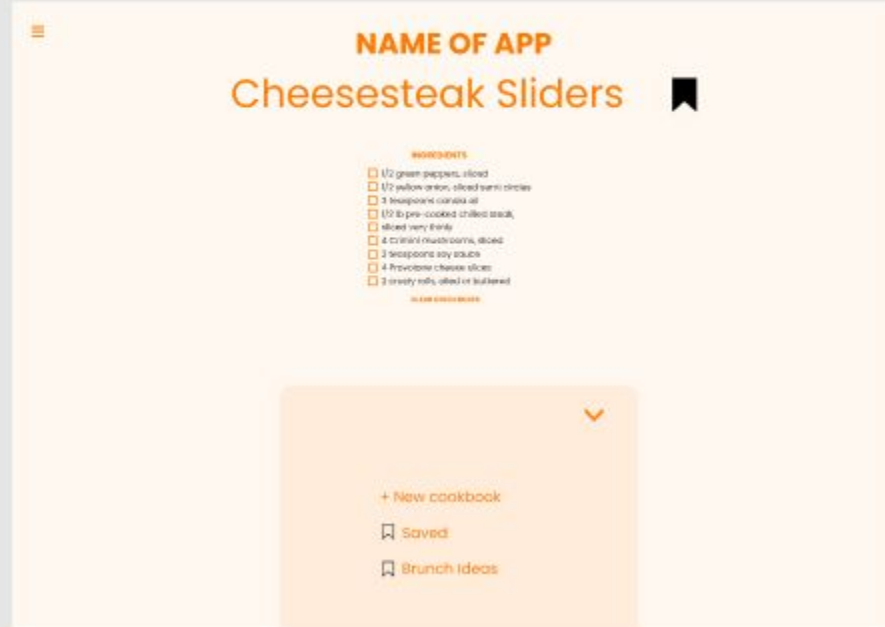 NAME OF APP
Cheesesteak Sliders
INGREDIENTS
1/2 green peppers, sliced
1/2 yellow onion, sliced semi circles
3 teaspoons canola oil
1/2 lb pre-cooked chilled steak,
sliced very thinly
4 Crimini mushrooms, sliced
2 teaspoons soy sauce
4 Provolone cheese slices
2 crusty rolls, oiled or buttered
+ New cookbook
Saved
Brunch Ideas